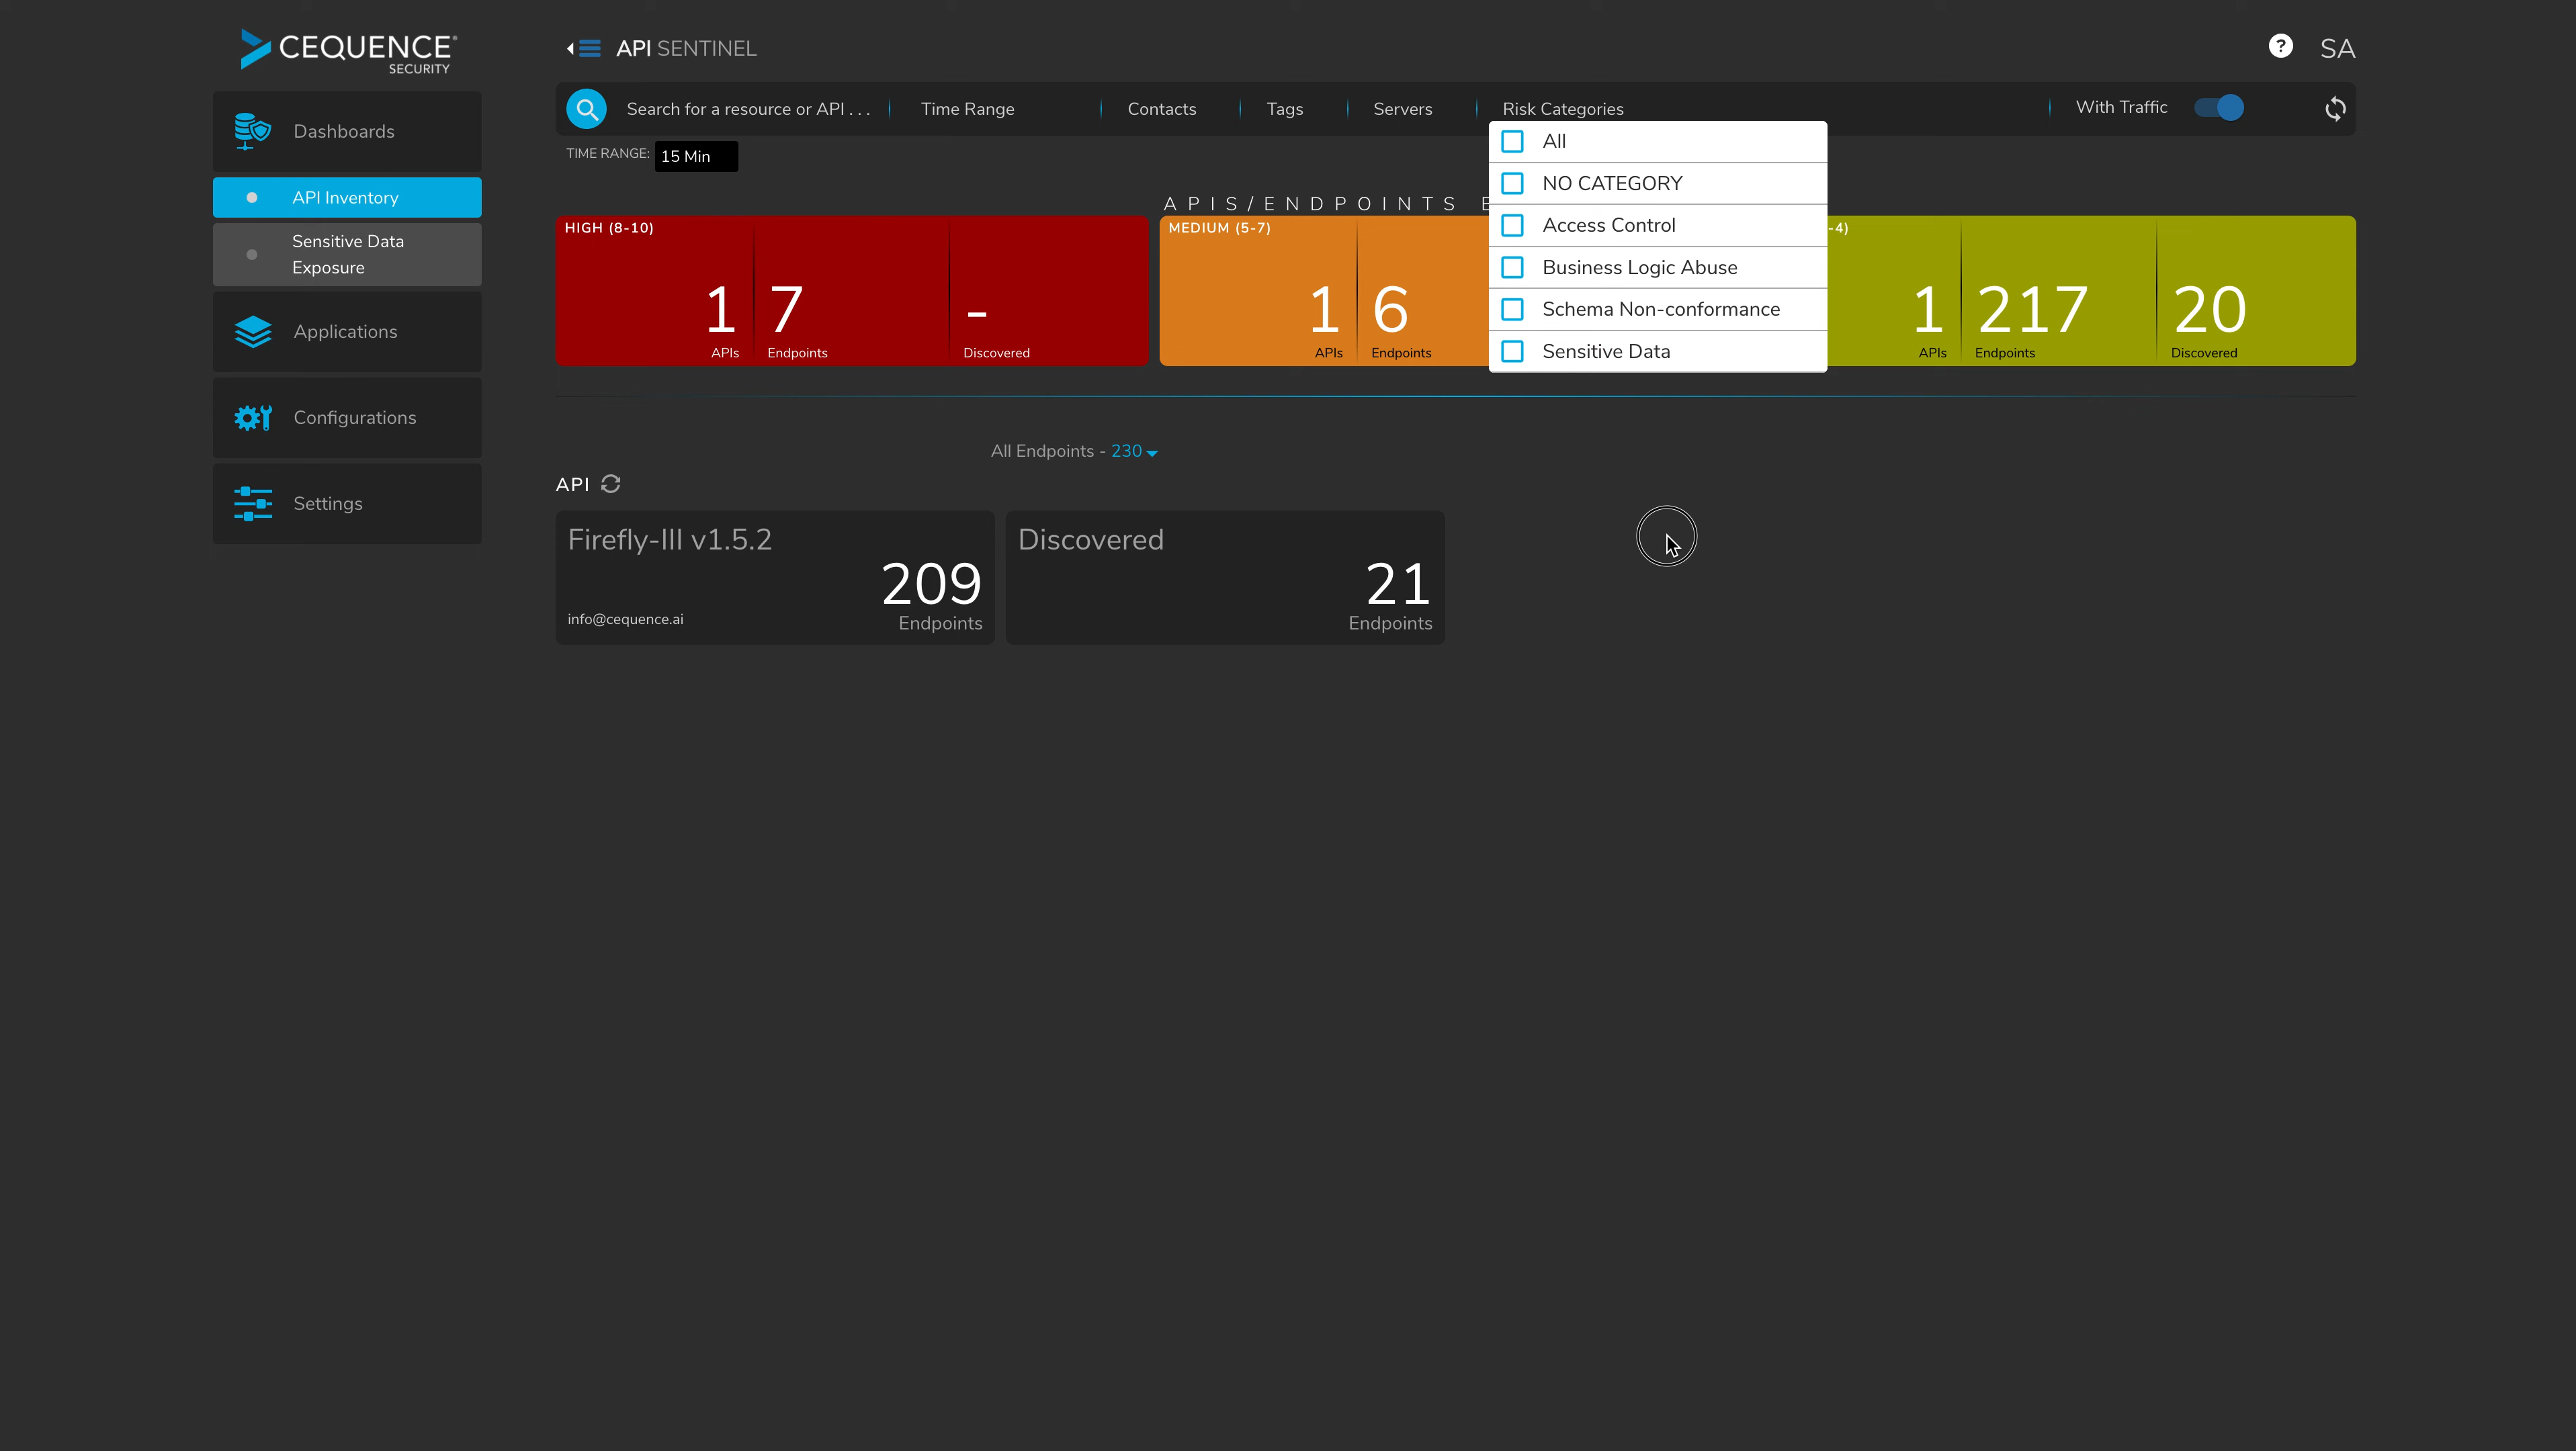 CEQUENCE
SECURITY
API SENTINEL
?
SA
Dashboards
API Inventory
Sensitive Data
Exposure
Applications
Configurations
Settings
Search for a resource or API . . .
Time Range
Contacts
Tags
Servers
Risk Categories
With Traffic
TIME RANGE: 15 Min
All
NO CATEGORY
Access Control
Business Logic Abuse
Schema Non-conformance
Sensitive Data
APIS/ENDPOINTS
HIGH (8-10)
1
APIs
7
Endpoints
-
Discovered
MEDIUM (5-7)
1
APIs
6
Endpoints
-4)
1
APIs
217
Endpoints
20
Discovered
All Endpoints - 230
API
Firefly-III v1.5.2
209
info@cequence.ai
Endpoints
Discovered
21
Endpoints